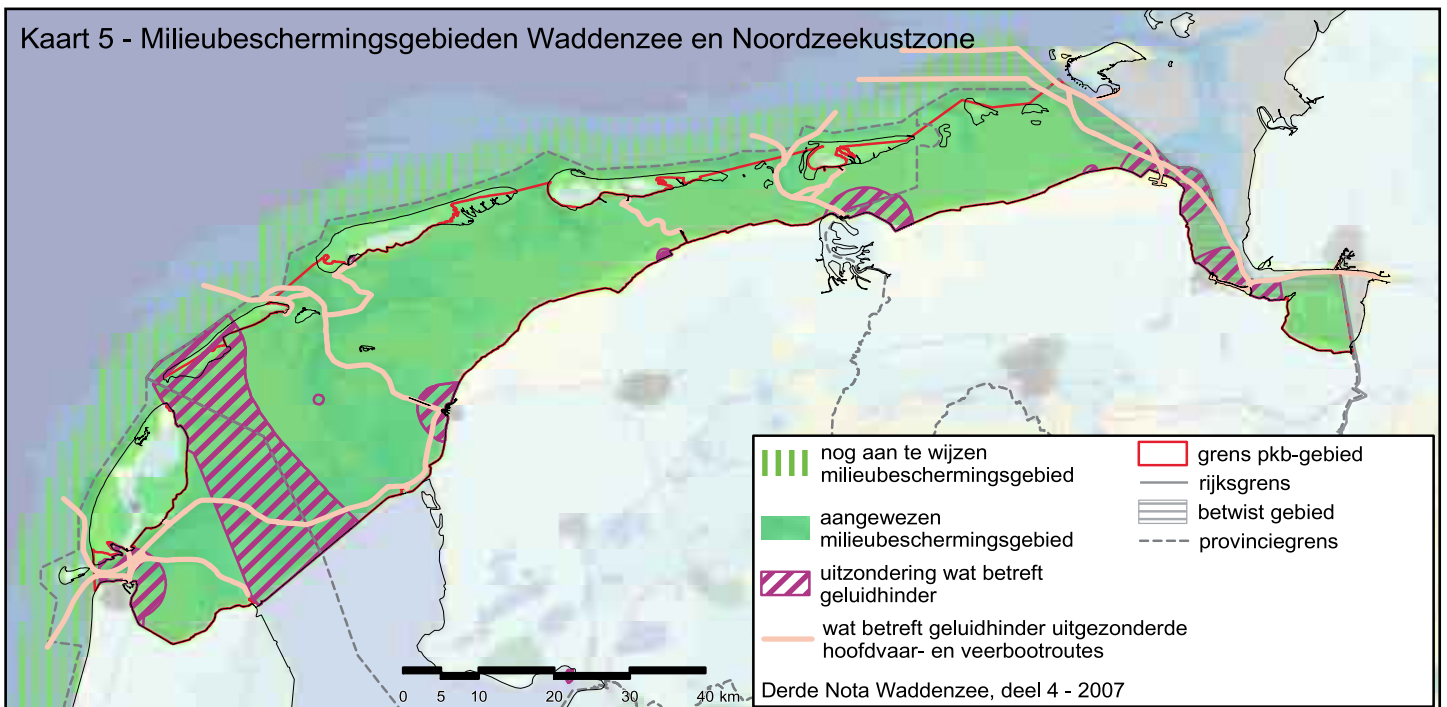 Kaart 5 - Milieubeschermingsgebieden Waddenzee en Noordzeekustzone
nog aan te wijzen
milieubeschermingsgebied
aangewezen
milieubeschermingsgebied
uitzondering wat betreft
geluidhinder
wat betreft geluidhinder uitgezonderde
hoofdvaar- en veerbootroutes
grens pkb-gebied
rijksgrens
betwist gebied
provinciegrens
Derde Nota Waddenzee, deel 4 - 2007
0 5 10 20 30 40 km